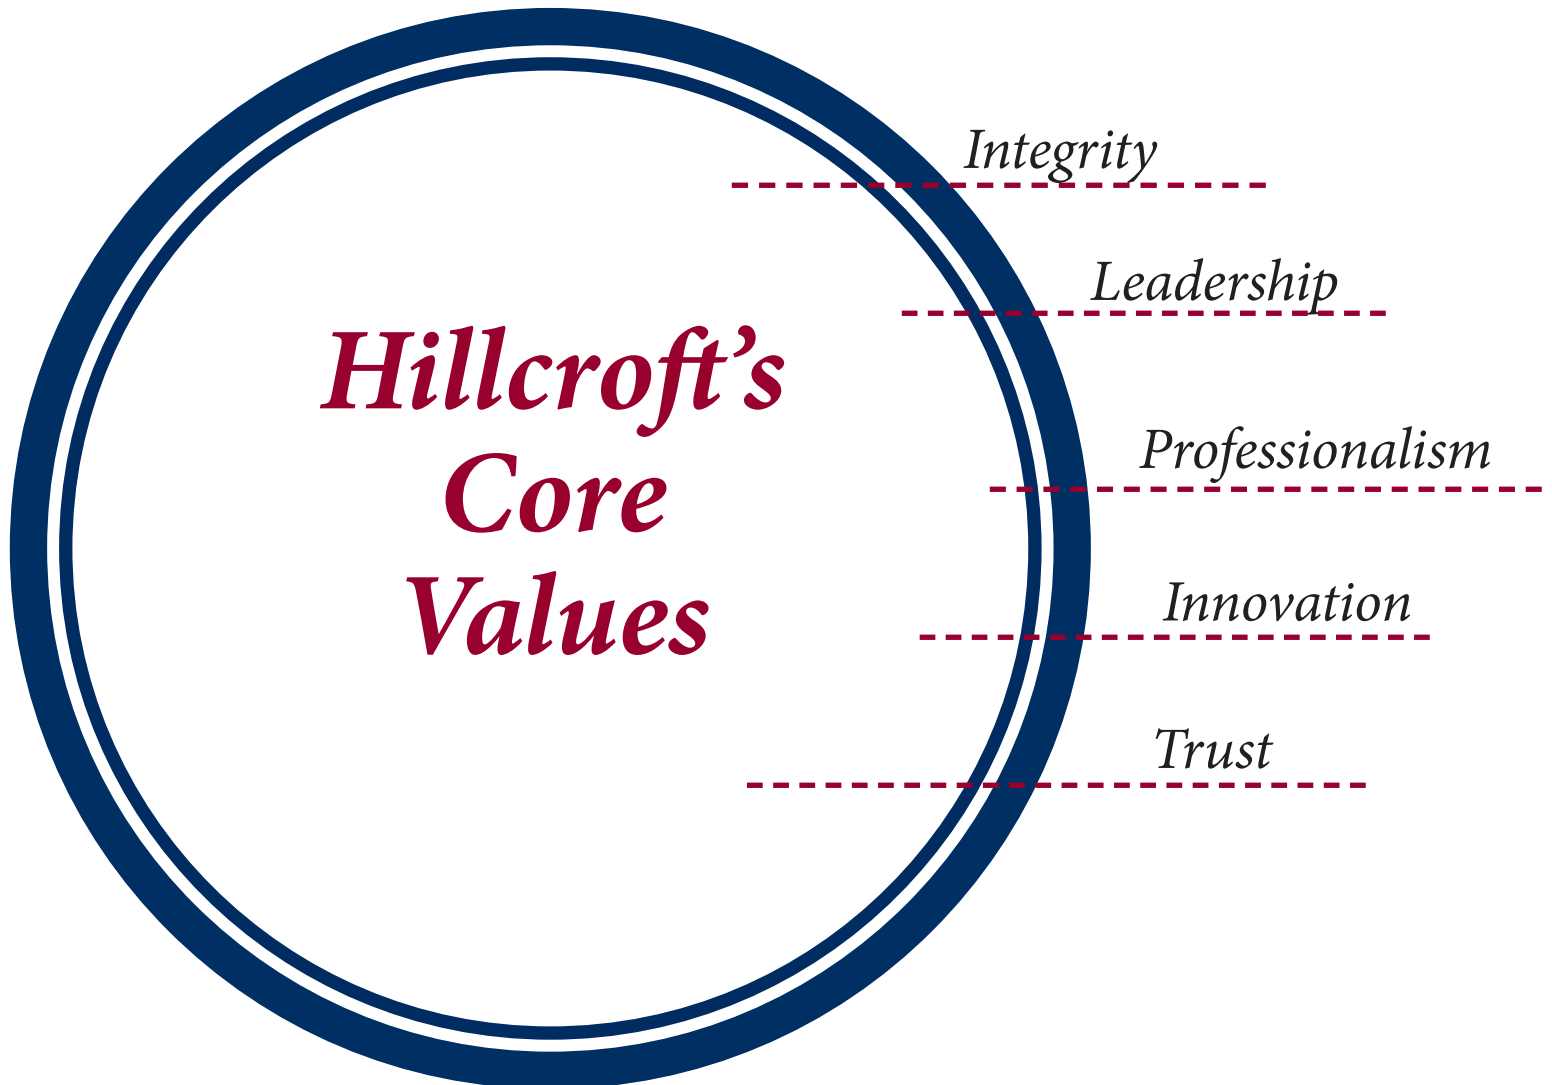 Hillcroft’s
Core
Values
Integrity
Leadership
Professionalism
Innovation
Trust